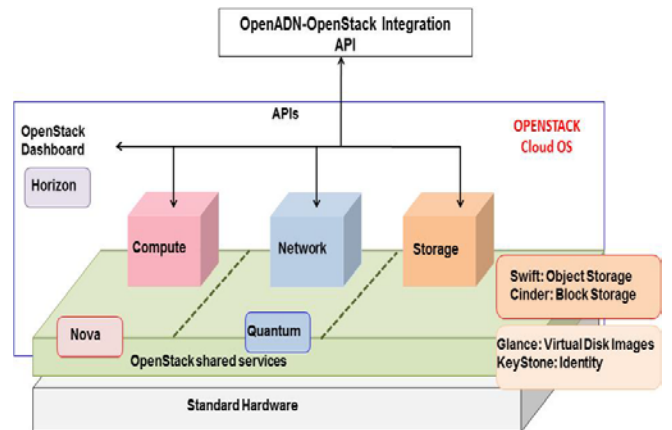 OpenADN-OpenStack Integration
API
APIs
OpenStack
Dashboard
OPENSTACK
Cloud OS
Horizon
Compute
Network
Storage
Swift: Object Storage
Cinder: Block Storage
Nova
Quantum
Glance: Virtual Disk Images
KeyStone: Identity
OpenStack shared services
Standard Hardware